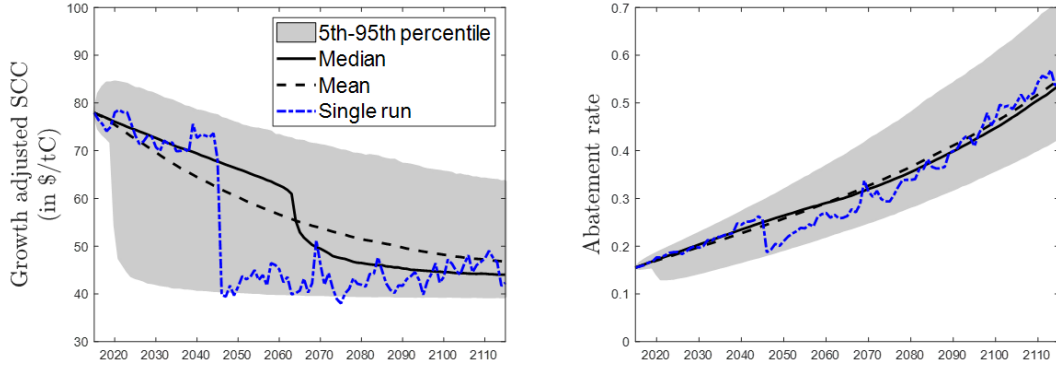 Growth adjusted SCC
(in $/tC)
90
80
70
60
50
40
30
2020 2030 2040 2050 2060 2070 2080 2090 2100 2110
5th-95th percentile
Median
Mean
Single run
Abatement rate
0.7
0.6
0.5
0.4
0.3
0.2
0.1
0
2020 2030 2040 2050 2060 2070 2080 2090 2100 2110